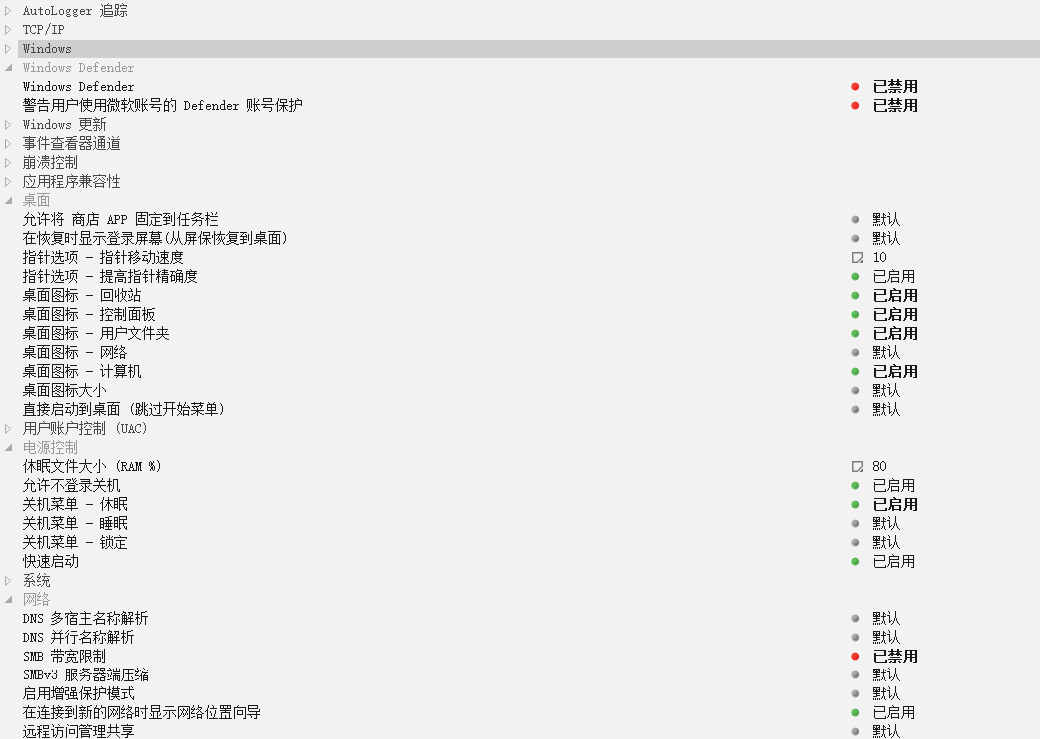 AutoLogger 追踪
TCP/IP
Windows
Windows Defender
Windows Defender 已禁用
警告用户使用微软账号的 Defender 账号保护 已禁用
Windows 更新
事件查看器通道
崩溃控制
应用程序兼容性
桌面
允许将 商店 APP 固定到任务栏 默认
在恢复时显示登录屏幕(从屏保恢复到桌面) 默认
指针选项 - 指针移动速度 10
指针选项 - 提高指针精确度 已启用
桌面图标 - 回收站 已启用
桌面图标 - 控制面板 已启用
桌面图标 - 用户文件夹 已启用
桌面图标 - 网络 默认
桌面图标 - 计算机 已启用
桌面图标大小 默认
直接启动到桌面 (跳过开始菜单) 默认
用户账户控制 (UAC)
电源控制
休眠文件大小 (RAM %) 80
允许不登录关机 已启用
关机菜单 - 休眠 已启用
关机菜单 - 睡眠 默认
关机菜单 - 锁定 默认
快速启动 已启用
系统
网络
DNS 多宿主名称解析 默认
DNS 并行名称解析 默认
SMB 带宽限制 已禁用
SMBv3 服务器端压缩 默认
启用增强保护模式 默认
在连接到新的网络时显示网络位置向导 已启用
远程访问管理共享 默认